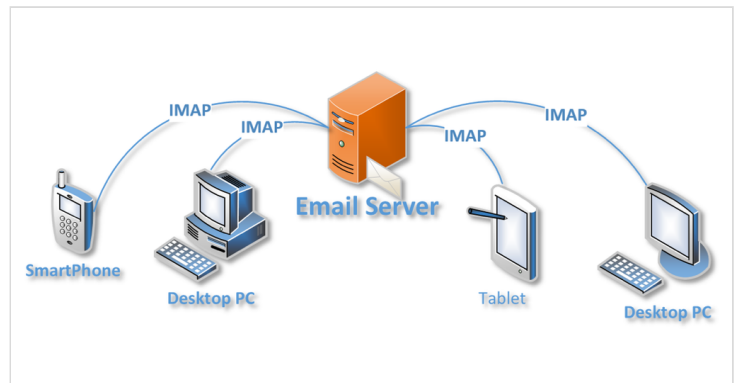 IMAP
IMAP
IMAP
IMAP
Email Server
SmartPhone
Desktop PC
Tablet
Desktop PC